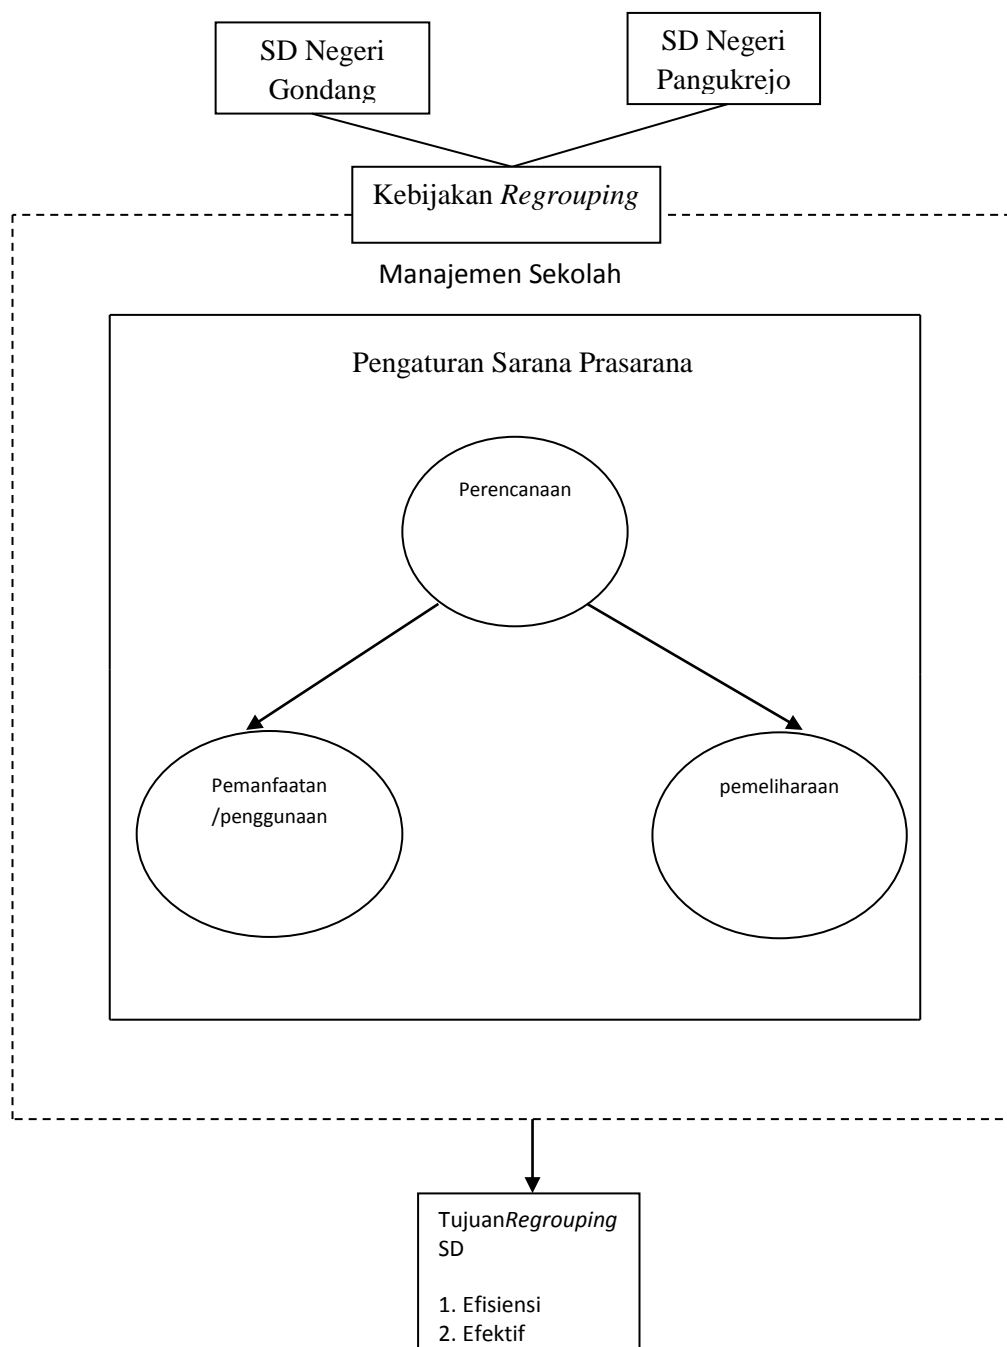 SD Negeri
Gondang
SD Negeri
Pangukrejo
Kebijakan Regrouping
Manajemen Sekolah
Pengaturan Sarana Prasarana
Perencanaan
Pemanfaatan
/penggunaan
pemeliharaan
TujuanRegrouping
SD
1. Efisiensi
2. Efektif